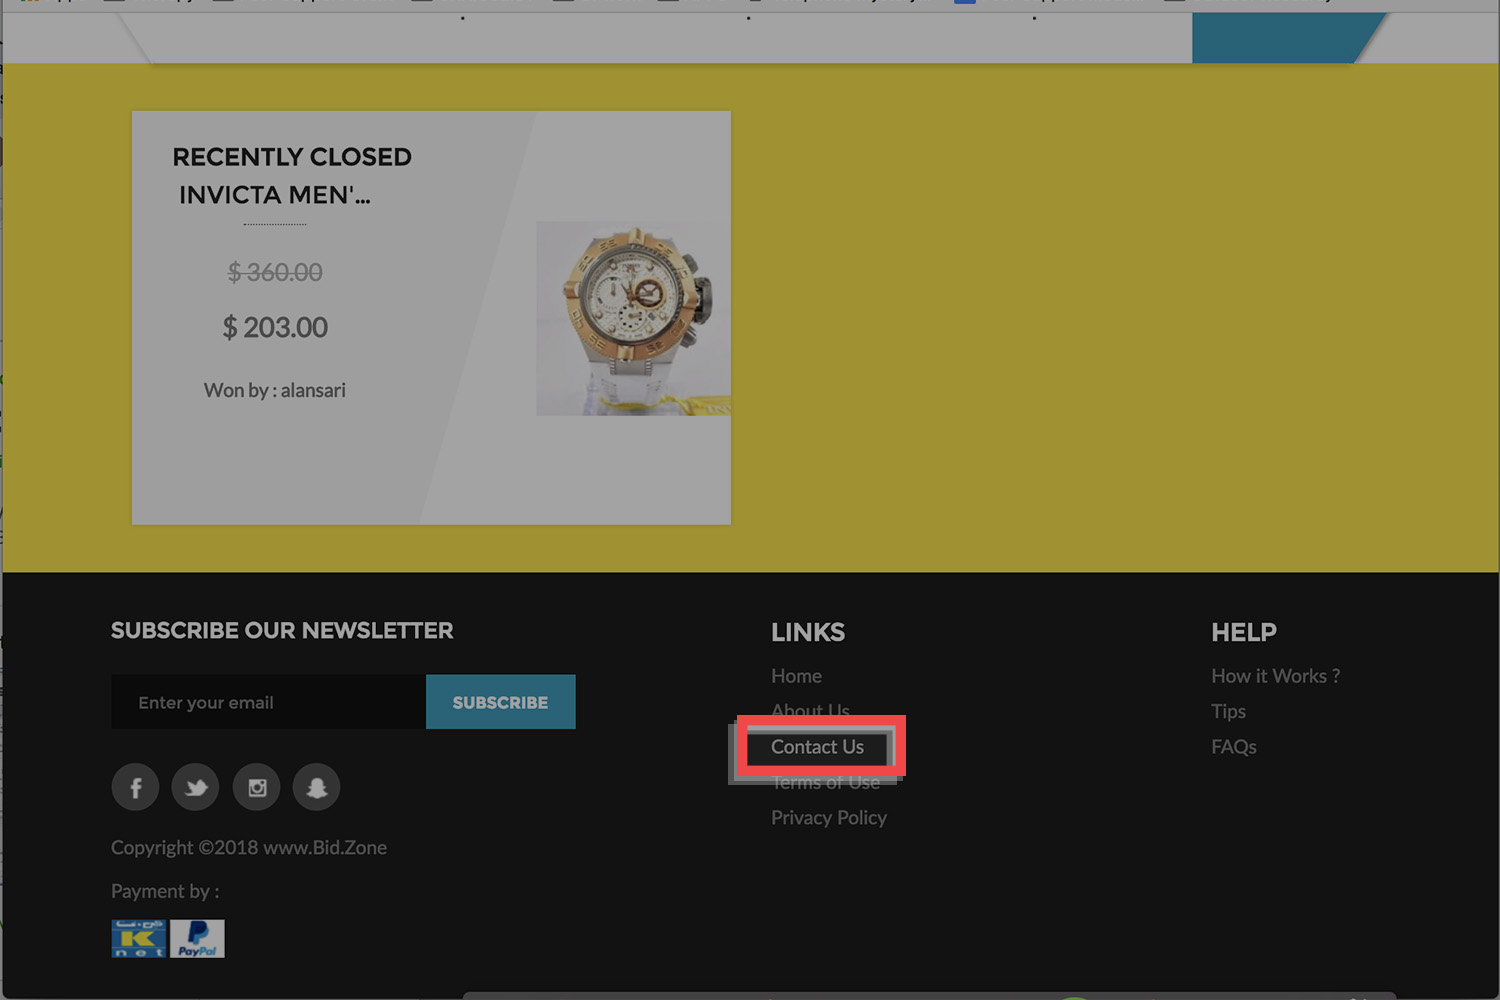 RECENTLY CLOSED
INVICTA MEN'...
$ 360.00
$ 203.00
Won by : alansari
SUBSCRIBE OUR NEWSLETTER
Enter your email
SUBSCRIBE
Copyright ©2018 www.Bid.Zone
Payment by :
K
net
PayPal
LINKS
Home
About Us
Contact Us
Terms of Use
Privacy Policy
HELP
How it Works ?
Tips
FAQs